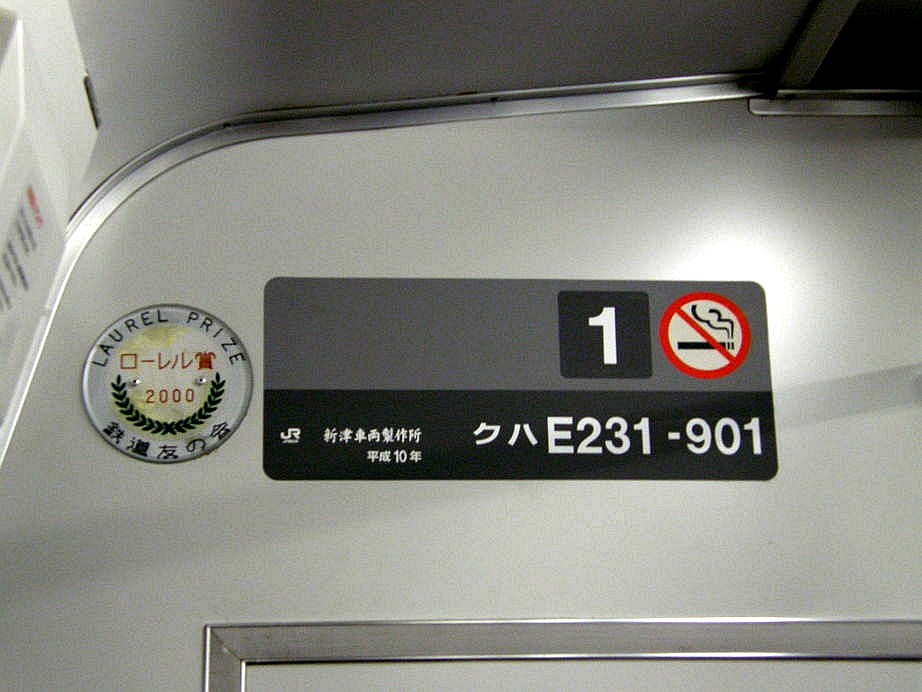 LAUREL PRIZE
ローレル賞
2000
鉄道友の会
1
JR 新津車両製作所
平成10年
クハE231-901